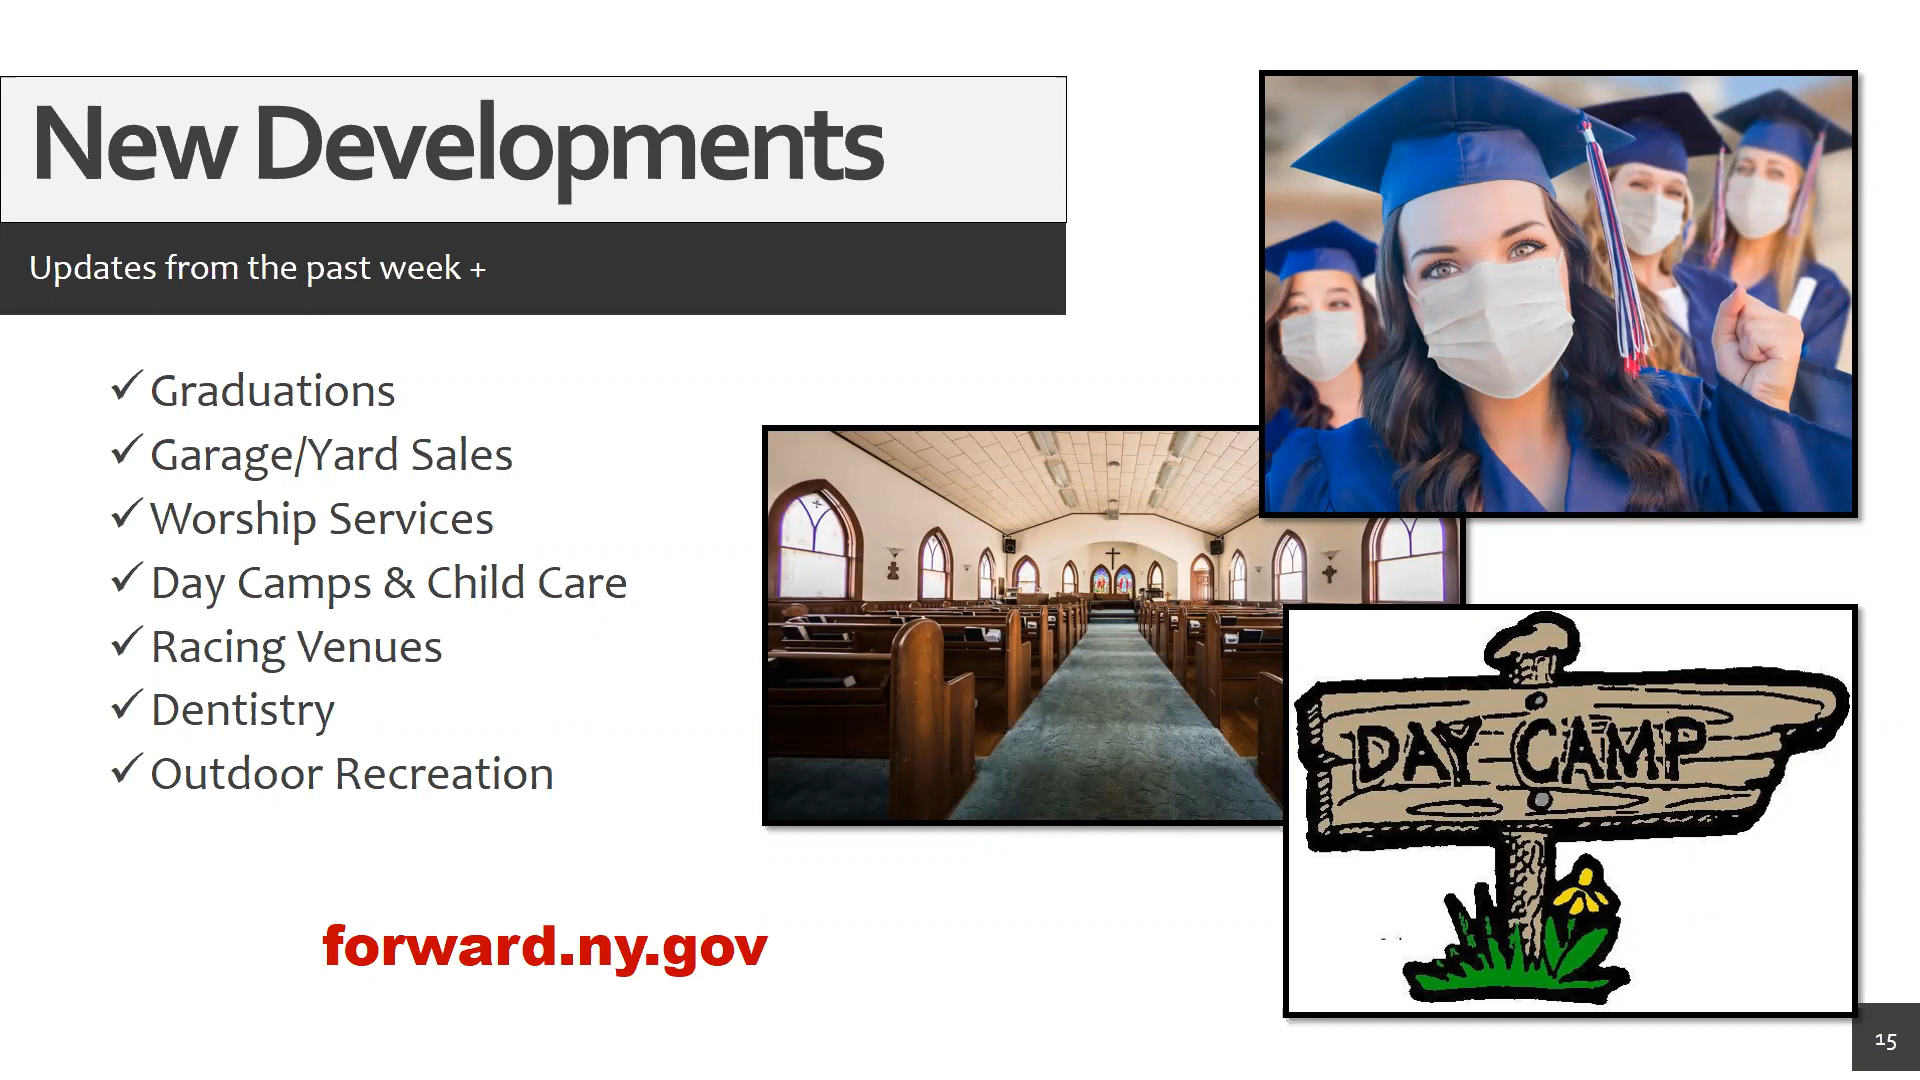 New Developments
Updates from the past week +
✓ Graduations
✓ Garage/Yard Sales
✓ Worship Services
✓ Day Camps & Child Care
✓ Racing Venues
✓ Dentistry
✓ Outdoor Recreation
forward.ny.gov
DAY CAMP
15